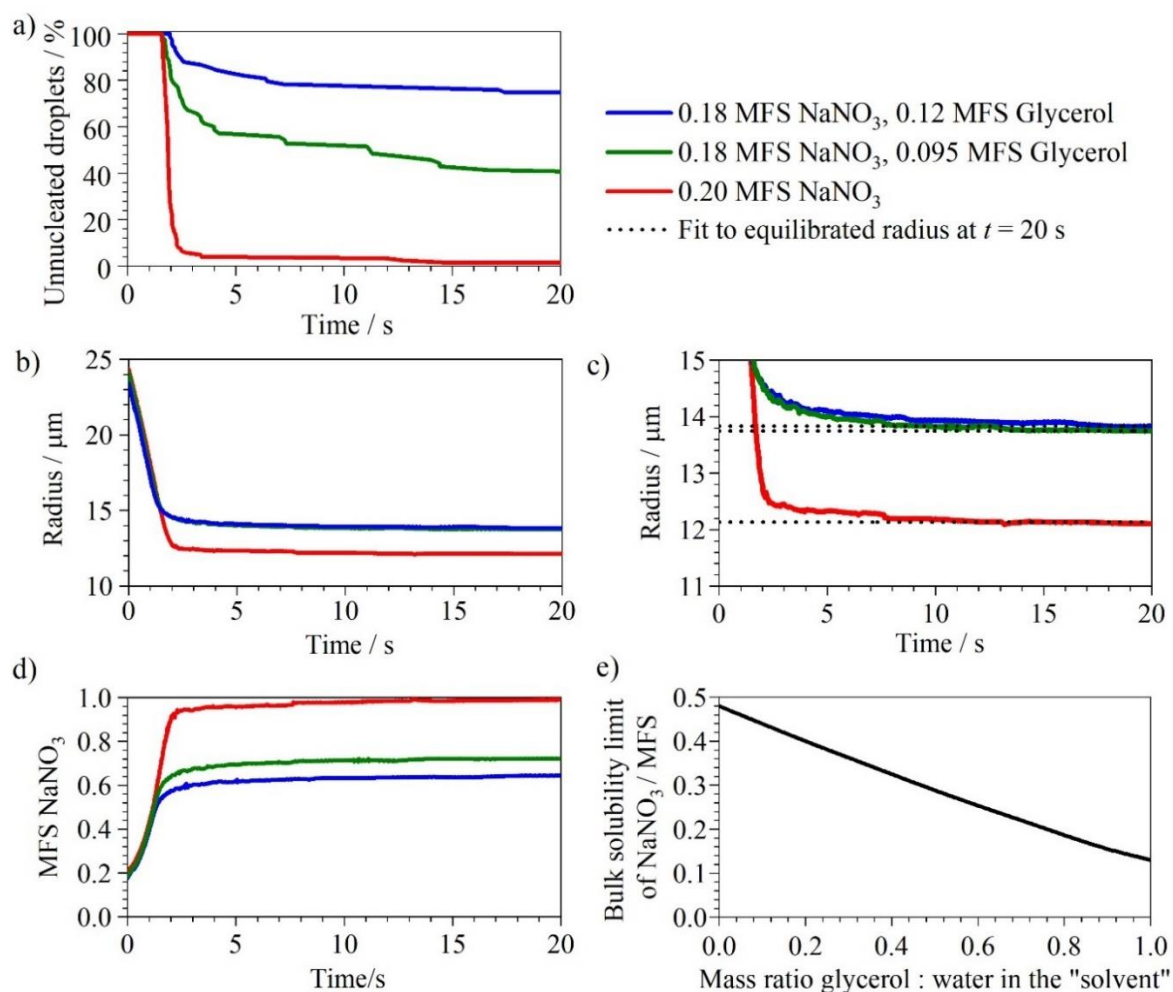 a)
Unnucleated droplets / %
100
80
60
40
20
0
0 5 10 15 20
Time / s
0.18 MFS NaNO₃, 0.12 MFS Glycerol
0.18 MFS NaNO₃, 0.095 MFS Glycerol
0.20 MFS NaNO₃
Fit to equilibrated radius at t = 20 s
b)
Radius / μm
25
20
15
10
0 5 10 15 20
Time / s
c)
Radius / μm
15
14
13
12
11
0 5 10 15 20
Time / s
d)
MFS NaNO₃
1.0
0.8
0.6
0.4
0.2
0.0
0 5 10 15 20
Time/s
e)
Bulk solubility limit
of NaNO₃ / MFS
0.5
0.4
0.3
0.2
0.1
0.0
0.0 0.2 0.4 0.6 0.8 1.0
Mass ratio glycerol : water in the "solvent"